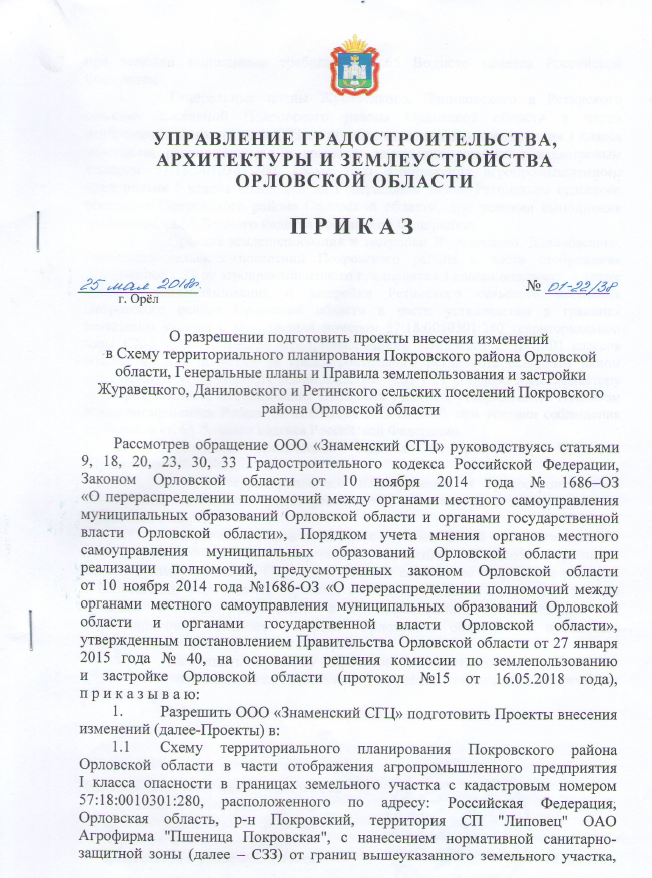 УПРАВЛЕНИЕ ГРАДОСТРОИТЕЛЬСТВА,
АРХИТЕКТУРЫ И ЗЕМЛЕУСТРОЙСТВА
ОРЛОВСКОЙ ОБЛАСТИ
П Р И К А З
25 мая 2018г. № 01-22/38
г. Орёл
О разрешении подготовить проекты внесения изменений
в Схему территориального планирования Покровского района Орловской
области, Генеральные планы и Правила землепользования и застройки
Журавецкого, Даниловского и Ретинского сельских поселений Покровского
района Орловской области
Рассмотрев обращение ООО «Знаменский СГЦ» руководствуясь статьями
9, 18, 20, 23, 30, 33 Градостроительного кодекса Российской Федерации,
Законом Орловской области от 10 ноября 2014 года № 1686–ОЗ
«О перераспределении полномочий между органами местного самоуправления
муниципальных образований Орловской области и органами государственной
власти Орловской области», Порядком учета мнения органов местного
самоуправления муниципальных образований Орловской области при
реализации полномочий, предусмотренных законом Орловской области
от 10 ноября 2014 года №1686-ОЗ «О перераспределении полномочий между
органами местного самоуправления муниципальных образований Орловской
области и органами государственной власти Орловской области»,
утвержденным постановлением Правительства Орловской области от 27 января
2015 года № 40, на основании решения комиссии по землепользованию
и застройке Орловской области (протокол №15 от 16.05.2018 года),
п р и к а з ы в а ю:
1. Разрешить ООО «Знаменский СГЦ» подготовить Проекты внесения
изменений (далее-Проекты) в:
1.1 Схему территориального планирования Покровского района
Орловской области в части отображения агропромышленного предприятия
I класса опасности в границах земельного участка с кадастровым номером
57:18:0010301:280, расположенного по адресу: Российская Федерация,
Орловская область, р-н Покровский, территория СП "Липовец" ОАО
Агрофирма "Пшеница Покровская", с нанесением нормативной санитарно-
защитной зоны (далее – СЗЗ) от границ вышеуказанного земельного участка,